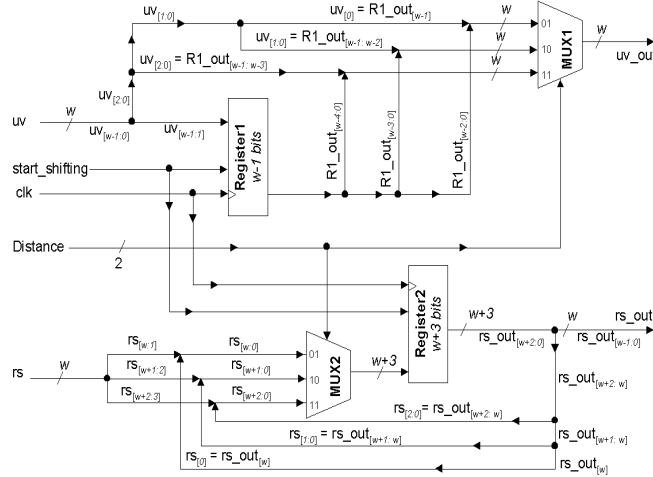 uv[1:0]
uv[0] = R1_out[w-1]
w
01
uv[1:0] = R1_out[w-1: w-2]
w
10
MUX1
w
uv_out
uv[2:0] = R1_out[w-1: w-3]
w
11
uv[2:0]
uv
w
uv[w-1:0]
uv[w-1:1]
Register1
w-1 bits
R1_out[w-4:0]
R1_out[w-3:0]
R1_out[w-2:0]
start_shifting
clk
Distance
2
Register2
w+3 bits
w+3
rs_out[w+2:0]
w
rs_out
rs_out[w-1:0]
rs[w:1]
rs[w:0]
01
MUX2
w+3
rs
w
rs[w+1:2]
rs[w+1:0]
10
rs[w+2:3]
rs[w+2:0]
11
rs_out[w+2: w]
rs[2:0] = rs_out[w+2: w]
rs[1:0] = rs_out[w+1: w]
rs_out[w+1: w]
rs[0] = rs_out[w]
rs_out[w]